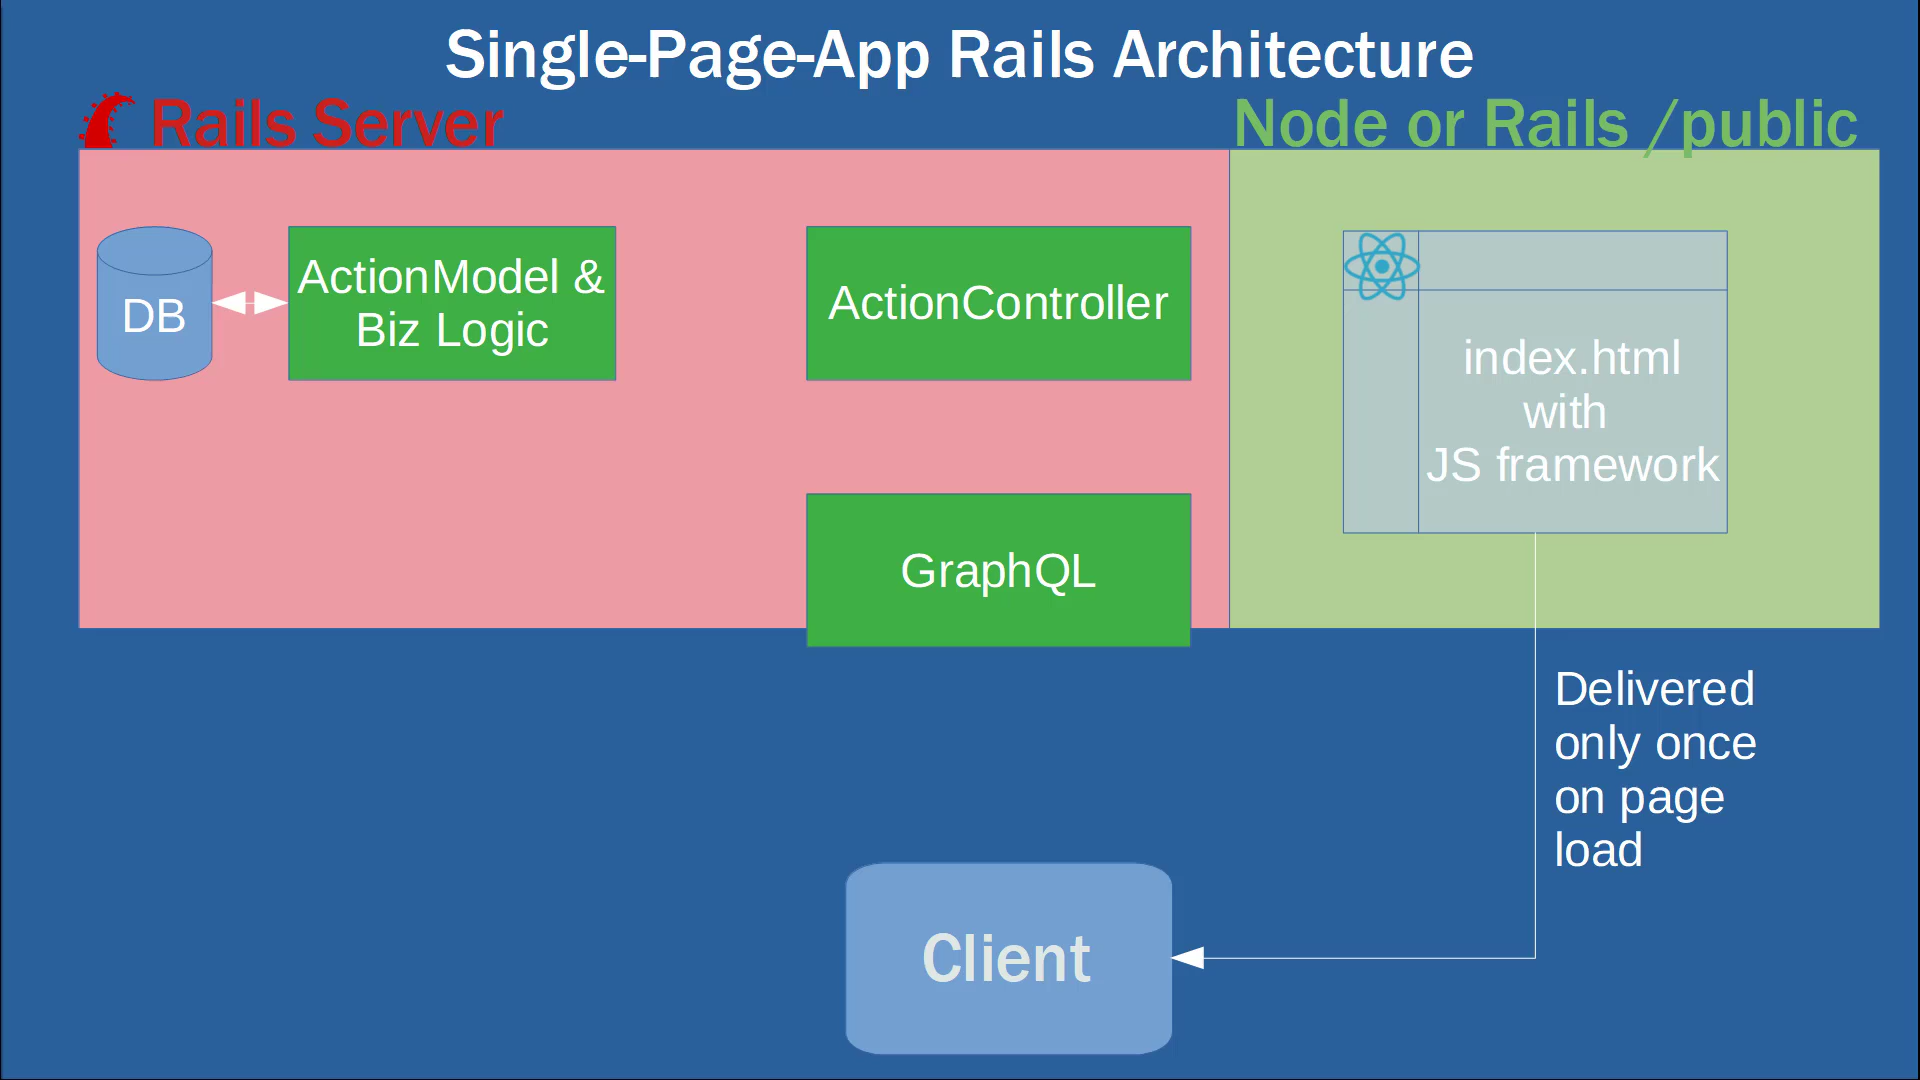 Single-Page-App Rails Architecture
Rails Server
Node or Rails /public
DB
ActionModel &
Biz Logic
ActionController
index.html
with
JS framework
GraphQL
Delivered
only once
on page
load
Client